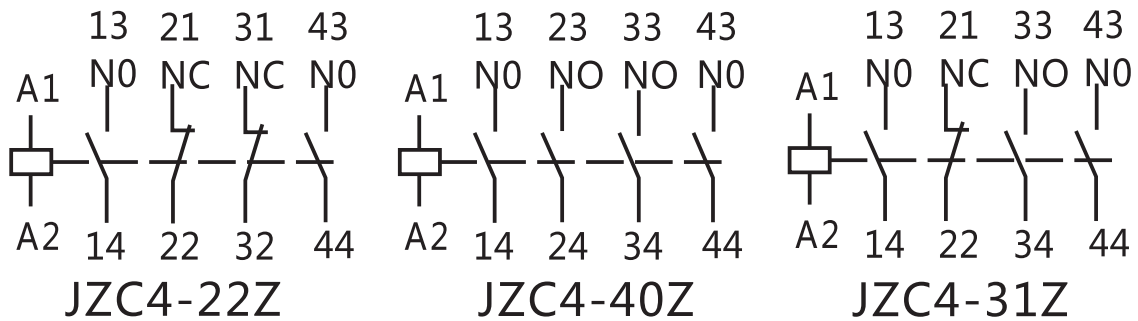 13 21 31 43
N0 NC NC N0
A1
A2
14 22 32 44
JZC4-22Z
13 23 33 43
N0 NO NO N0
A1
A2
14 24 34 44
JZC4-40Z
13 21 33 43
N0 NC NO N0
A1
A2
14 22 34 44
JZC4-31Z